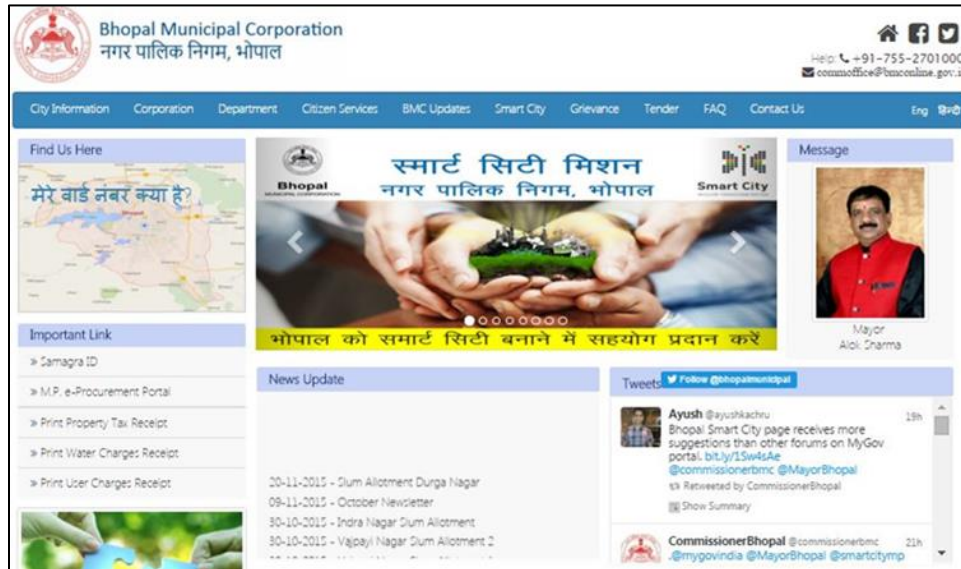 Bhopal Municipal Corporation
नगर पालिक निगम, भोपाल
Help: +91-755-2701000
commoffice@bmconline.gov.i
City Information
Corporation
Department
Citizen Services
BMC Updates
Smart City
Grievance
Tender
FAQ
Contact Us
Eng
हिन्दी
Find Us Here
मेरे वार्ड नंबर क्या है?
Bhopal
स्मार्ट सिटी मिशन
नगर पालिक निगम, भोपाल
Bhopal
MUNICIPAL CORPORATION
Smart City
भोपाल को समार्ट सिटी बनाने में सहयोग प्रदान करें
Message
Mayor
Alok Sharma
Important Link
» Samagra ID
» M.P. e-Procurement Portal
» Print Property Tax Receipt
» Print Water Charges Receipt
» Print User Charges Receipt
News Update
20-11-2015 - Slum Allotment Durga Nagar
09-11-2015 - October Newsletter
30-10-2015 - Indra Nagar Slum Allotment
30-10-2015 - Vajpayi Nagar Slum Allotment 2
Tweets
Follow @bhopalmunicipal
Ayush @ayushkachru
19h
Bhopal Smart City page receives more
suggestions than other forums on MyGov
portal. bit.ly/1Sw4sAe
@commissionerbmc @MayorBhopal
Retweeted by CommissionerBhopal
Show Summary
CommissionerBhopal @commissionerbmc
21h
.@mygovindia @MayorBhopal @smartcitymp